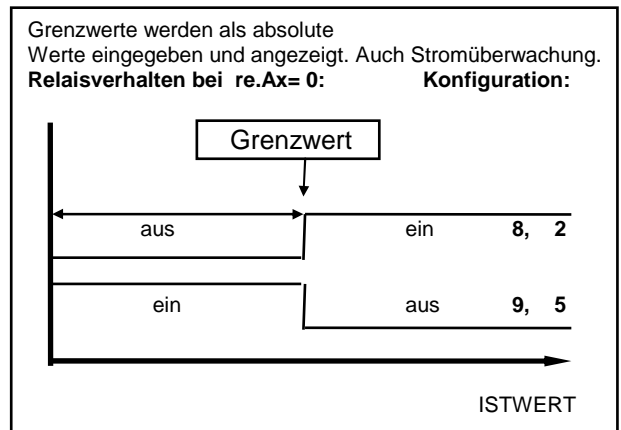 Grenzwerte werden als absolute
Werte eingegeben und angezeigt. Auch Stromüberwachung.
Relaisverhalten bei re.Ax= 0: Konfiguration:
Grenzwert
aus ein 8, 2
ein aus 9, 5
ISTWERT